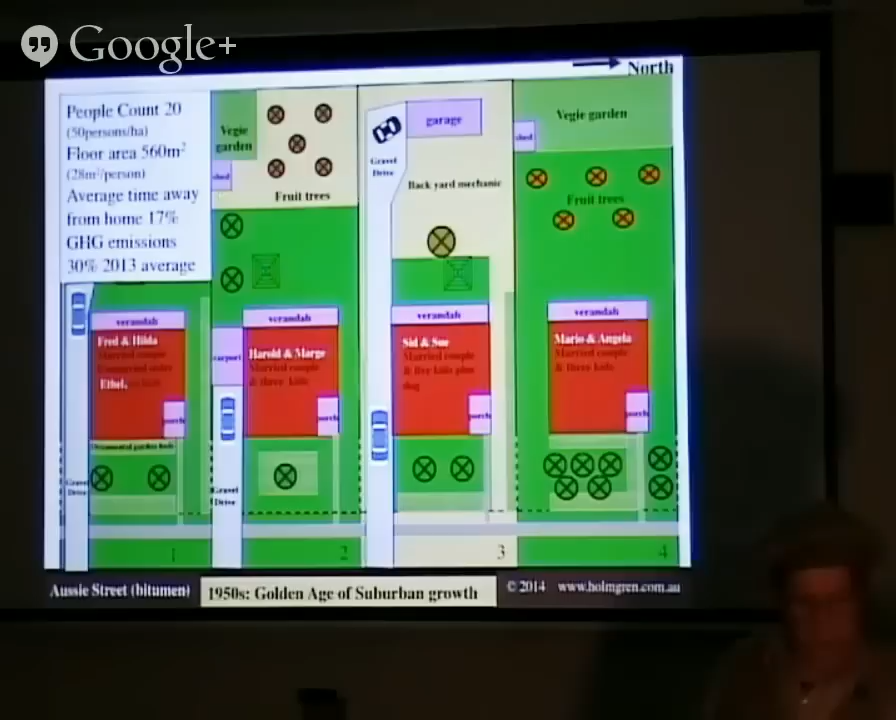 Google+
North
People Count 20
(50persons/ha)
Floor area 560m²
(28m²/person)
Average time away
from home 17%
GHG emissions
30% 2013 average
Vegie
garden
shed
Fruit trees
garage
Gravel
Drive
Back yard mechanic
Vegie garden
shed
Fruit trees
verandah
Fred & Hilda
Married couple
Unmarried sister
Ethel,
porch
Ornamental garden beds
Gravel
Drive
1
verandah
carport
Harold & Marge
Married couple
& three kids
porch
Gravel
Drive
2
verandah
Sid & Sue
Married couple
& five kids plus
dog
porch
3
verandah
Mario & Angela
Married couple
& three kids
porch
4
Aussie Street (bitumen)
1950s: Golden Age of Suburban growth
© 2014 www.holmgren.com.au